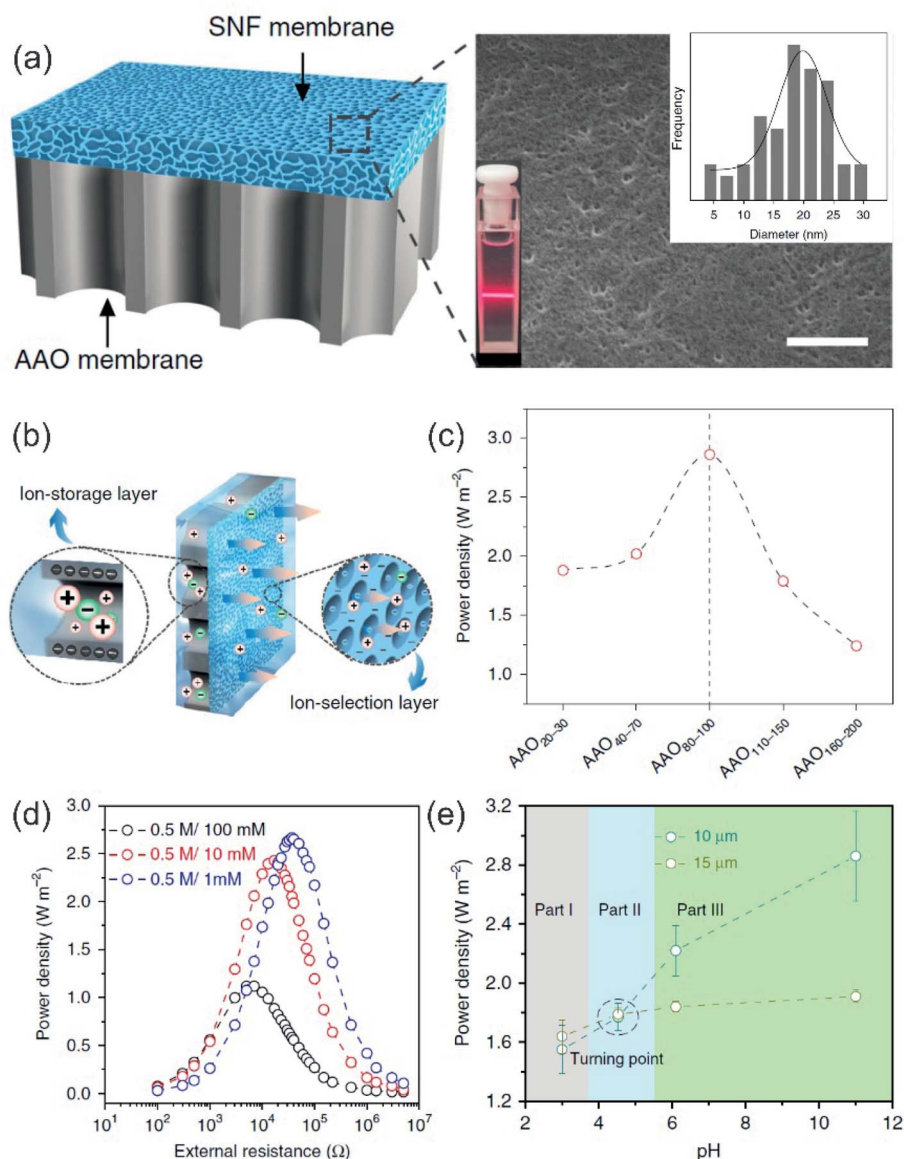 (a)
SNF membrane
AAO membrane
Frequency
5 10 15 20 25 30
Diameter (nm)
(b)
Ion-storage layer
Ion-selection layer
(c)
Power density (W m⁻²)
3.0
2.5
2.0
1.5
1.0
AAO₂₀₋₃₀
AAO₄₀₋₇₀
AAO₈₀₋₁₀₀
AAO₁₁₀₋₁₅₀
AAO₁₆₀₋₂₀₀
(d)
Power density (W m⁻²)
3.0
2.5
2.0
1.5
1.0
0.5
0.0
0.5 M/ 100 mM
0.5 M/ 10 mM
0.5 M/ 1mM
10² 10³ 10⁴ 10⁵ 10⁶ 10⁷
External resistance (Ω)
(e)
Power density (W m⁻²)
3.2
2.8
2.4
2.0
1.6
1.2
10 μm
15 μm
Part I
Part II
Part III
Turning point
2 4 6 8 10 12
pH